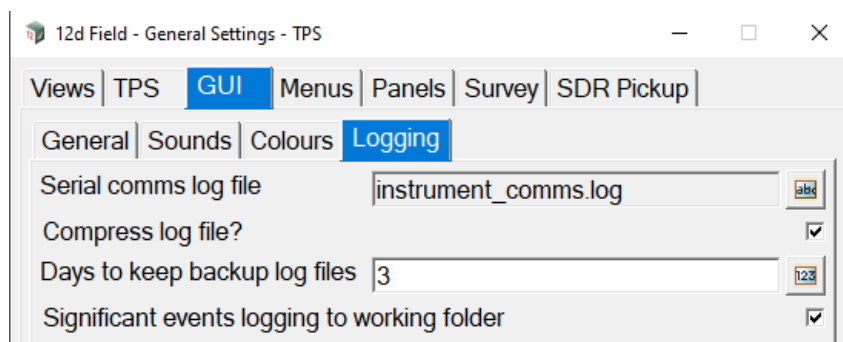 12d Field - General Settings - TPS
Views TPS GUI Menus Panels Survey SDR Pickup
General Sounds Colours Logging
Serial comms log file instrument_comms.log abc
Compress log file?
Days to keep backup log files 3 123
Significant events logging to working folder